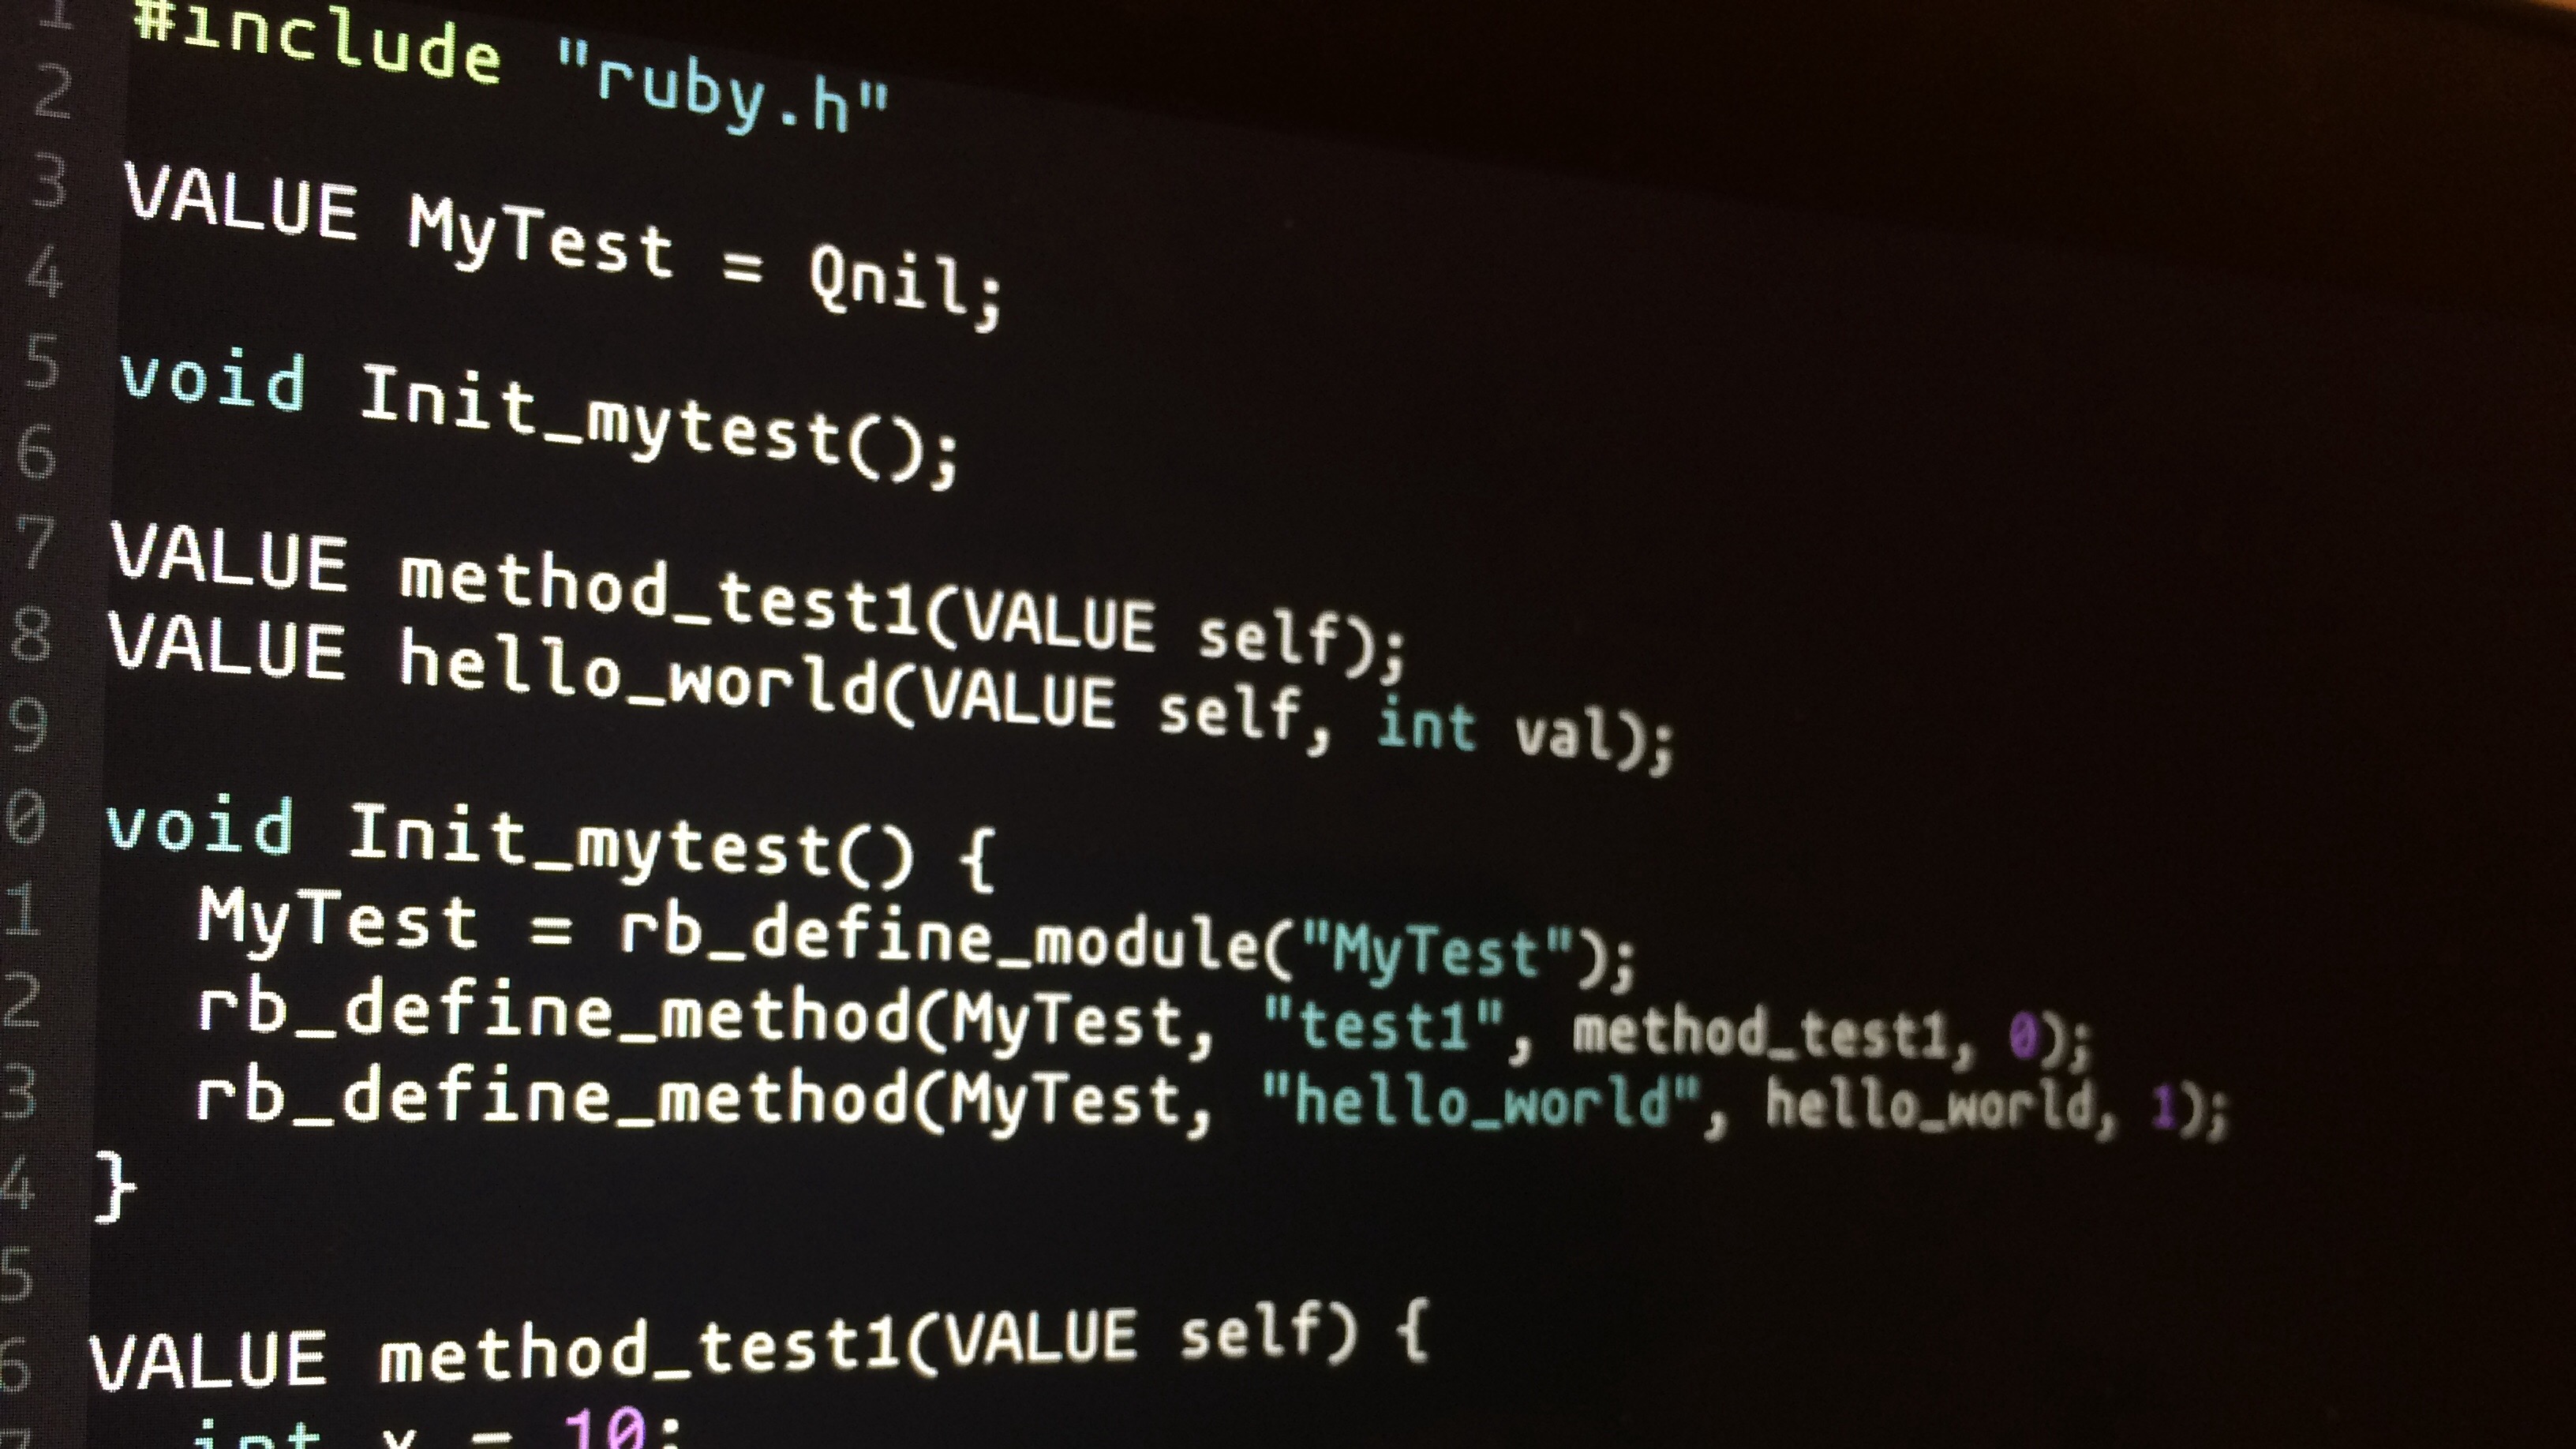 1 #include "ruby.h"
2
3 VALUE MyTest = Qnil;
4
5 void Init_mytest();
6
7 VALUE method_test1(VALUE self);
8 VALUE hello_world(VALUE self, int val);
9
0 void Init_mytest() {
1   MyTest = rb_define_module("MyTest");
2   rb_define_method(MyTest, "test1", method_test1, 0);
3   rb_define_method(MyTest, "hello_world", hello_world, 1);
4 }
5
6 VALUE method_test1(VALUE self) {
7   int x = 10;